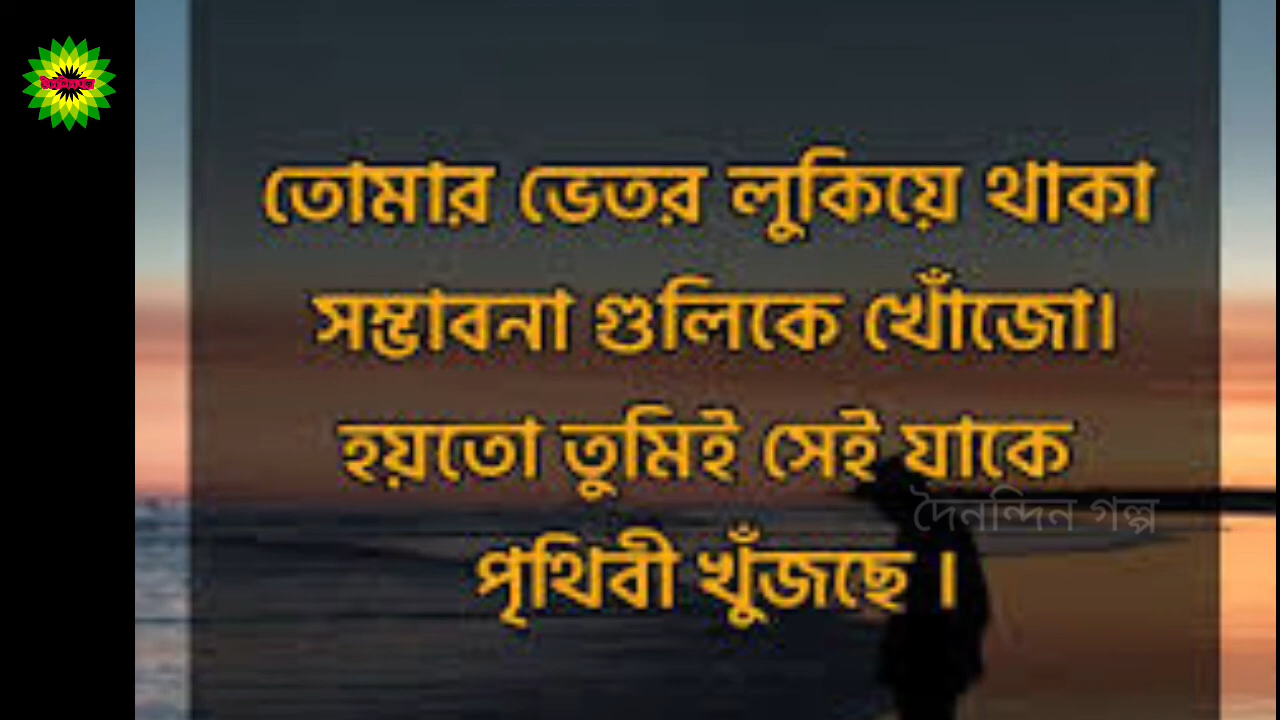 তোমার ভেতর লুকিয়ে থাকা
সম্ভাবনা গুলিকে খোঁজো।
হয়তো তুমিই সেই যাকে
দৈনন্দিন গল্প
পৃথিবী খুঁজছে ।